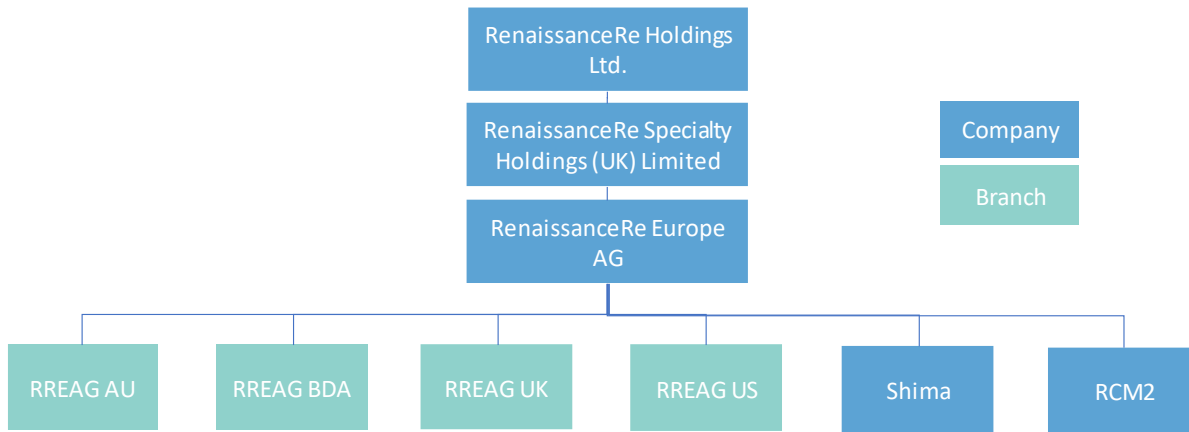 RenaissanceRe Holdings
Ltd.
RenaissanceRe Specialty
Holdings (UK) Limited
RenaissanceRe Europe
AG
Company
Branch
RREAG AU
RREAG BDA
RREAG UK
RREAG US
Shima
RCM2